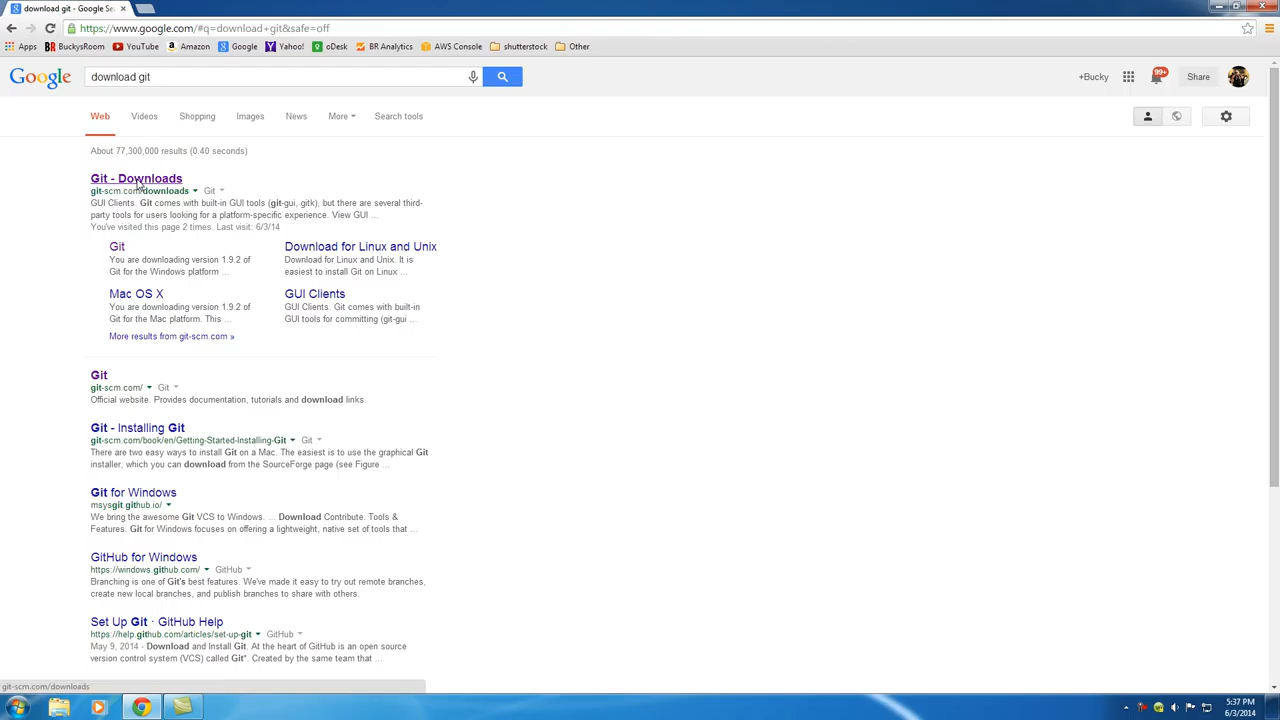 download git - Google Se
https://www.google.com/#q=download+git&safe=off
Apps BuckysRoom YouTube Amazon Google Yahoo! oDesk BR Analytics AWS Console shutterstock Other
Google download git +Bucky 99+ Share
Web Videos Shopping Images News More Search tools
About 77,300,000 results (0.40 seconds)
Git - Downloads
git-scm.com/downloads Git
GUI Clients. Git comes with built-in GUI tools (git-gui, gitk), but there are several third-
party tools for users looking for a platform-specific experience. View GUI ...
You've visited this page 2 times. Last visit: 6/3/14
Git
You are downloading version 1.9.2 of
Git for the Windows platform ...
Download for Linux and Unix
Download for Linux and Unix. It is
easiest to install Git on Linux ...
Mac OS X
You are downloading version 1.9.2 of
Git for the Mac platform. This ...
GUI Clients
GUI Clients. Git comes with built-in
GUI tools for committing (git-gui ...
More results from git-scm.com »
Git
git-scm.com/ Git
Official website. Provides documentation, tutorials and download links.
Git - Installing Git
git-scm.com/book/en/Getting-Started-Installing-Git Git
There are two easy ways to install Git on a Mac. The easiest is to use the graphical Git
installer, which you can download from the SourceForge page (see Figure ...
Git for Windows
msysgit.github.io/
We bring the awesome Git VCS to Windows. ... Download Contribute. Tools &
Features. Git for Windows focuses on offering a lightweight, native set of tools that ...
GitHub for Windows
https://windows.github.com/ GitHub
Branching is one of Git's best features. We've made it easy to try out remote branches,
create new local branches, and publish branches to share with others.
Set Up Git · GitHub Help
https://help.github.com/articles/set-up-git GitHub
May 9, 2014 - Download and Install Git. At the heart of GitHub is an open source
version control system (VCS) called Git*. Created by the same team that ...
git-scm.com/downloads
5:37 PM
6/3/2014